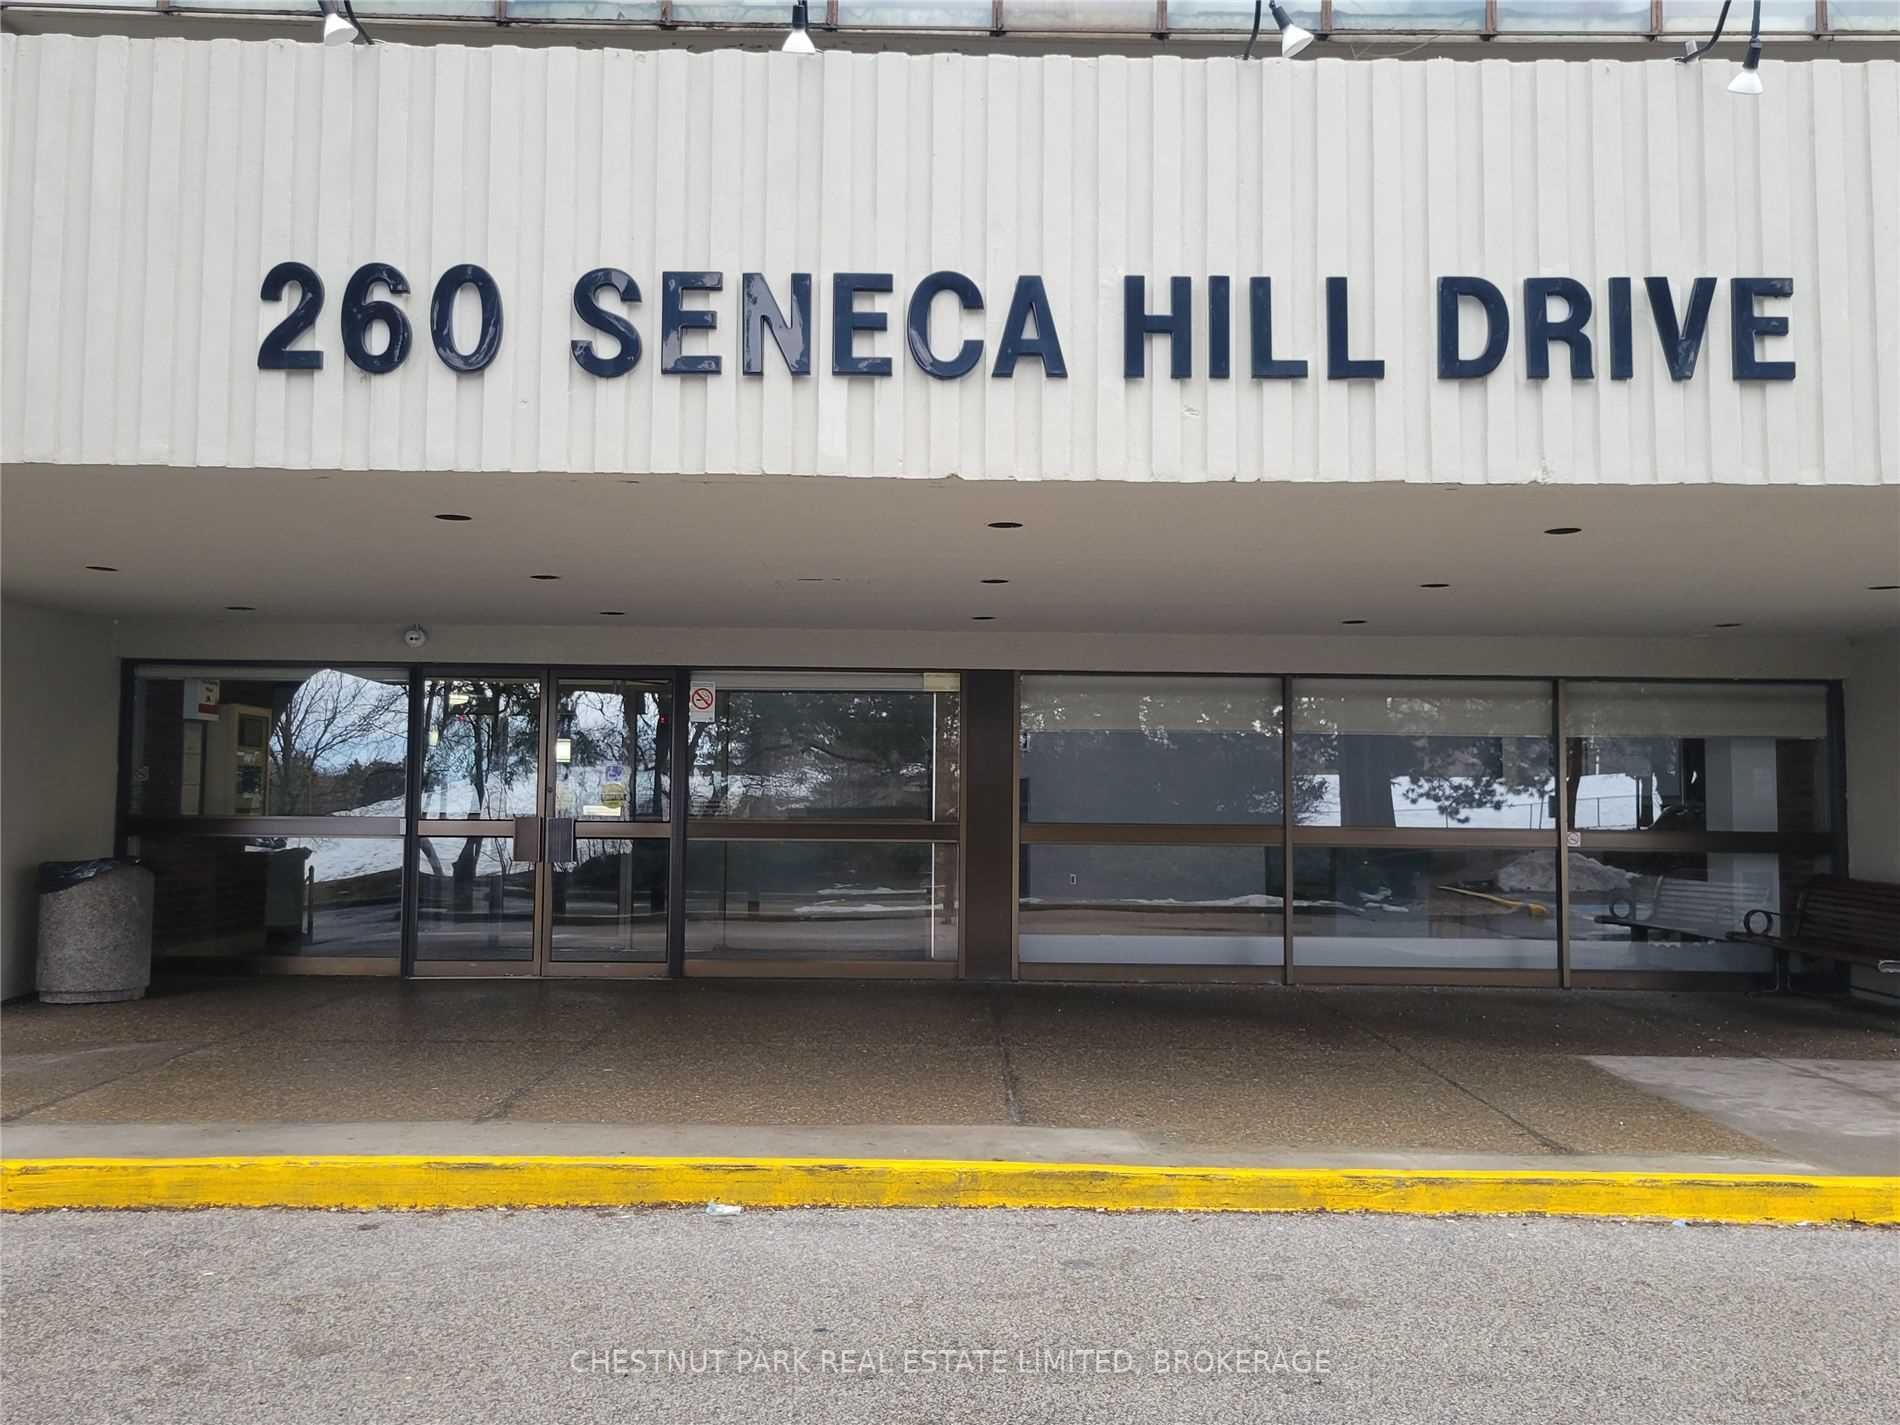 260 SENECA HILL DRIVE
CHESTNUT PARK REAL ESTATE LIMITED, BROKERAGE